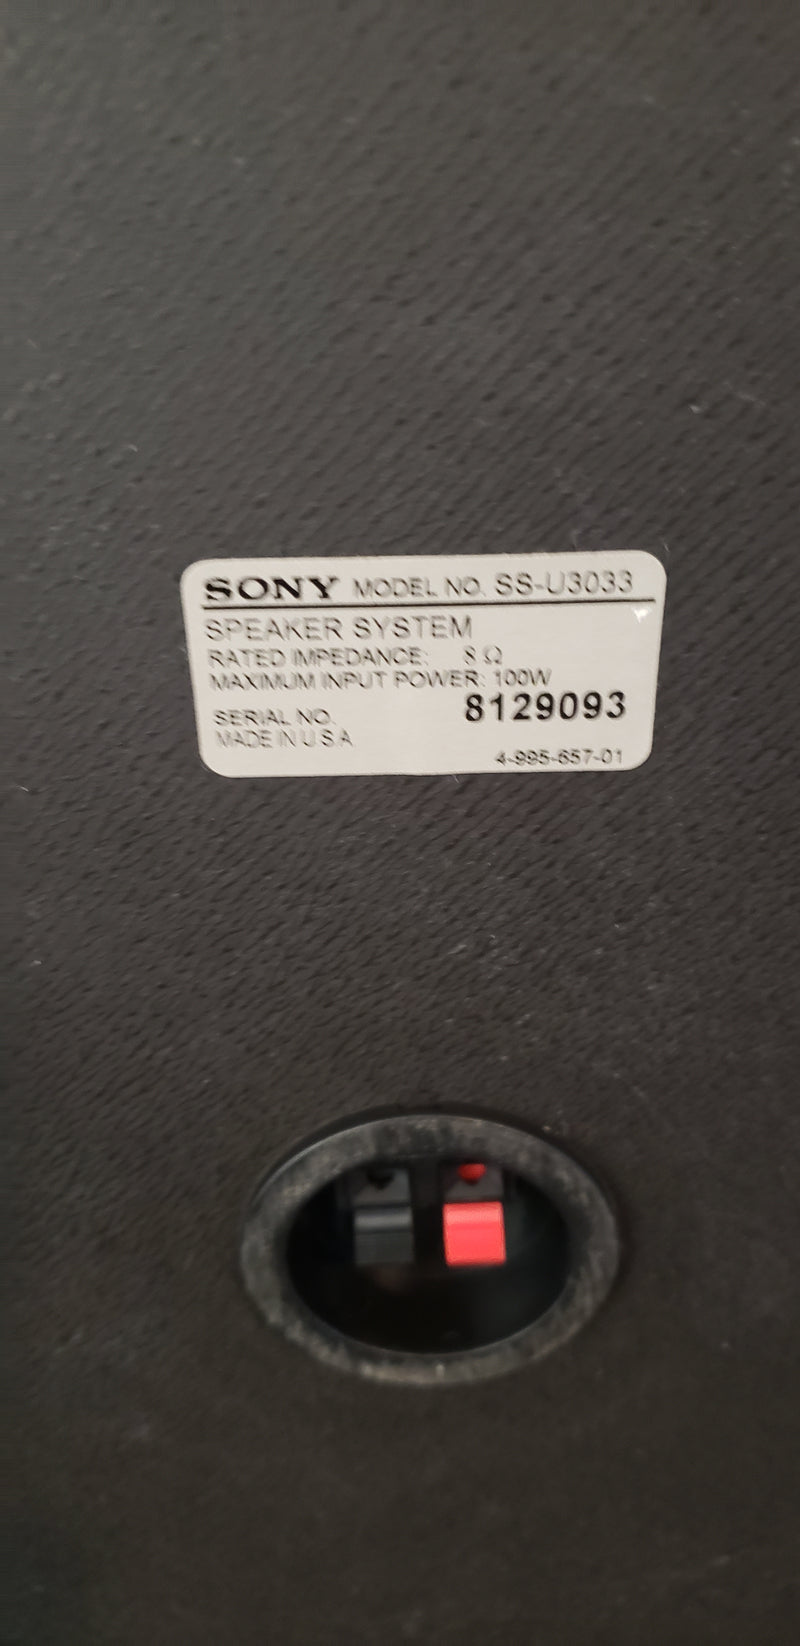 SONY MODEL NO. SS-U3033
SPEAKER SYSTEM
RATED IMPEDANCE: 8 Ω
MAXIMUM INPUT POWER: 100W
SERIAL NO. 8129093
MADE IN U.S.A
4-995-657-01